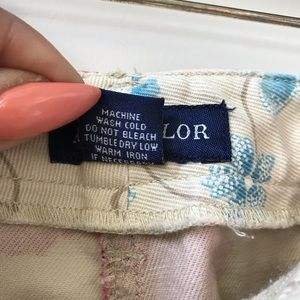 MACHINE
WASH COLD
DO NOT BLEACH
TUMBLE DRY LOW
WARM IRON
IF NECESSARY
LOR